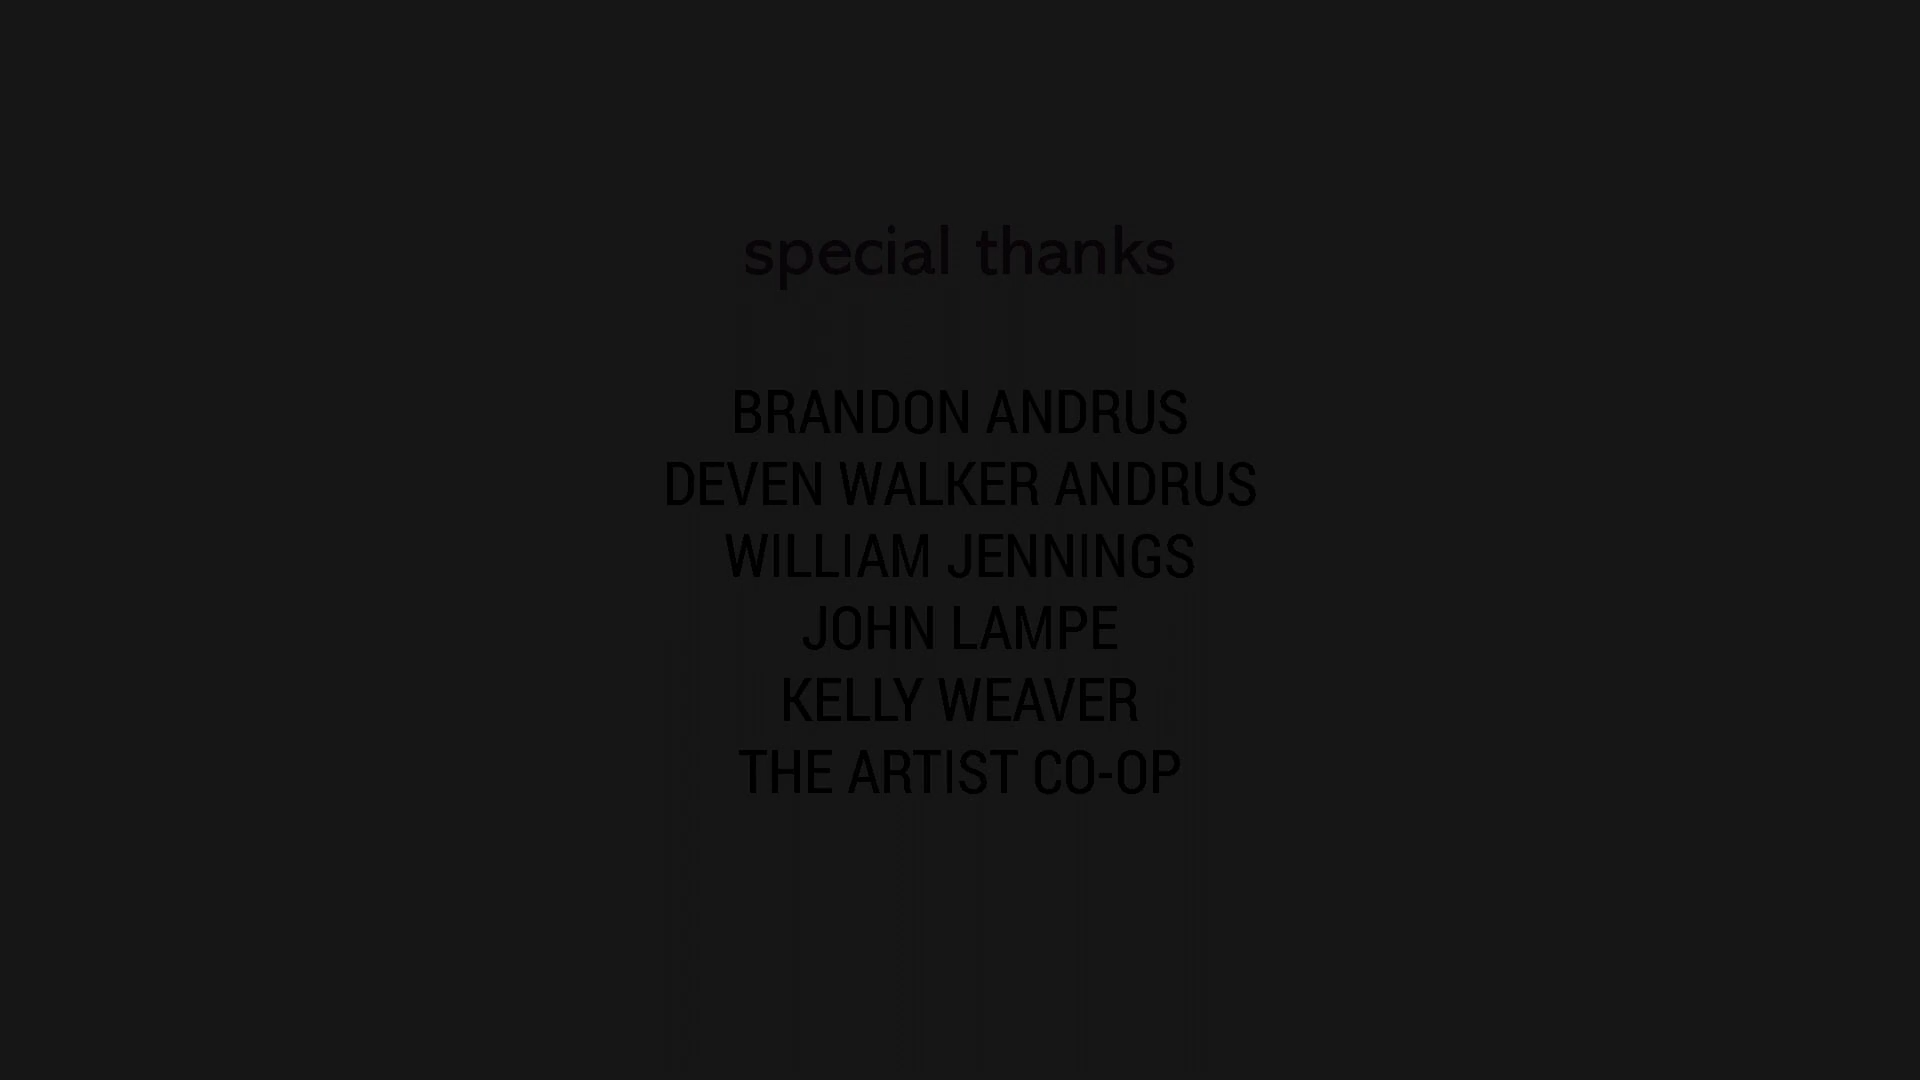 special thanks
BRANDON ANDRUS
DEVEN WALKER ANDRUS
WILLIAM JENNINGS
JOHN LAMPE
KELLY WEAVER
THE ARTIST CO-OP